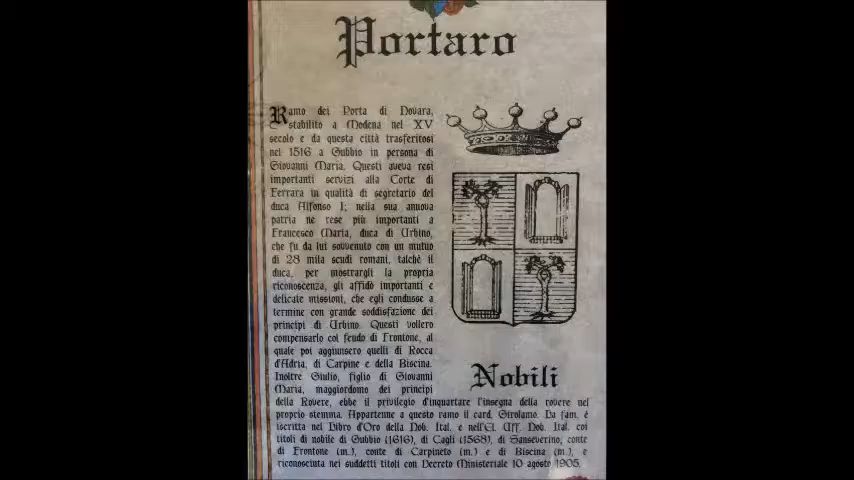 Portaro
Ramo dei Porta di Novara,
stabilito a Modena nel XV
secolo e da questa città trasferitosi
nel 1516 a Gubbio in persona di
Giovanni Maria. Questi aveva resi
importanti servizi alla Corte di
Ferrara in qualità di segretario del
duca Alfonso I; nella sua annova
patria ne rese più importanti a
Francesco Maria, duca di Urbino,
che fu da lui sovvenuto con un mutuo
di 28 mila scudi romani, talchè il
duca, per mostrargli la propria
riconoscenza, gli affidò importanti e
delicate missioni, che egli condusse a
termine con grande soddisfazione dei
principi di Urbino. Questi vollero
compensarlo col feudo di Frontone, al
quale poi aggiunsero quelli di Rocca
d'Adria, di Carpine e della Biscina.
Inoltre Giulio, figlio di Giovanni
Maria, maggiordomo dei principi
della Rovere, ebbe il privilegio d'inquartare l'insegna della rovere nel
proprio stemma. Appartenne a questo ramo il card. Girolamo. La fam. è
iscritta nel Libro d'Oro della Nob. Ital. e nell'El. Uff. Nob. Ital. coi
titoli di nobile di Gubbio (1616), di Cagli (1568), di Sanseverino, conte
di Frontone (m.), conte di Carpineto (m.) e di Biscina (m.), e
riconosciuta nei suddetti titoli con Decreto Ministeriale 10 agosto 1905.
Nobili